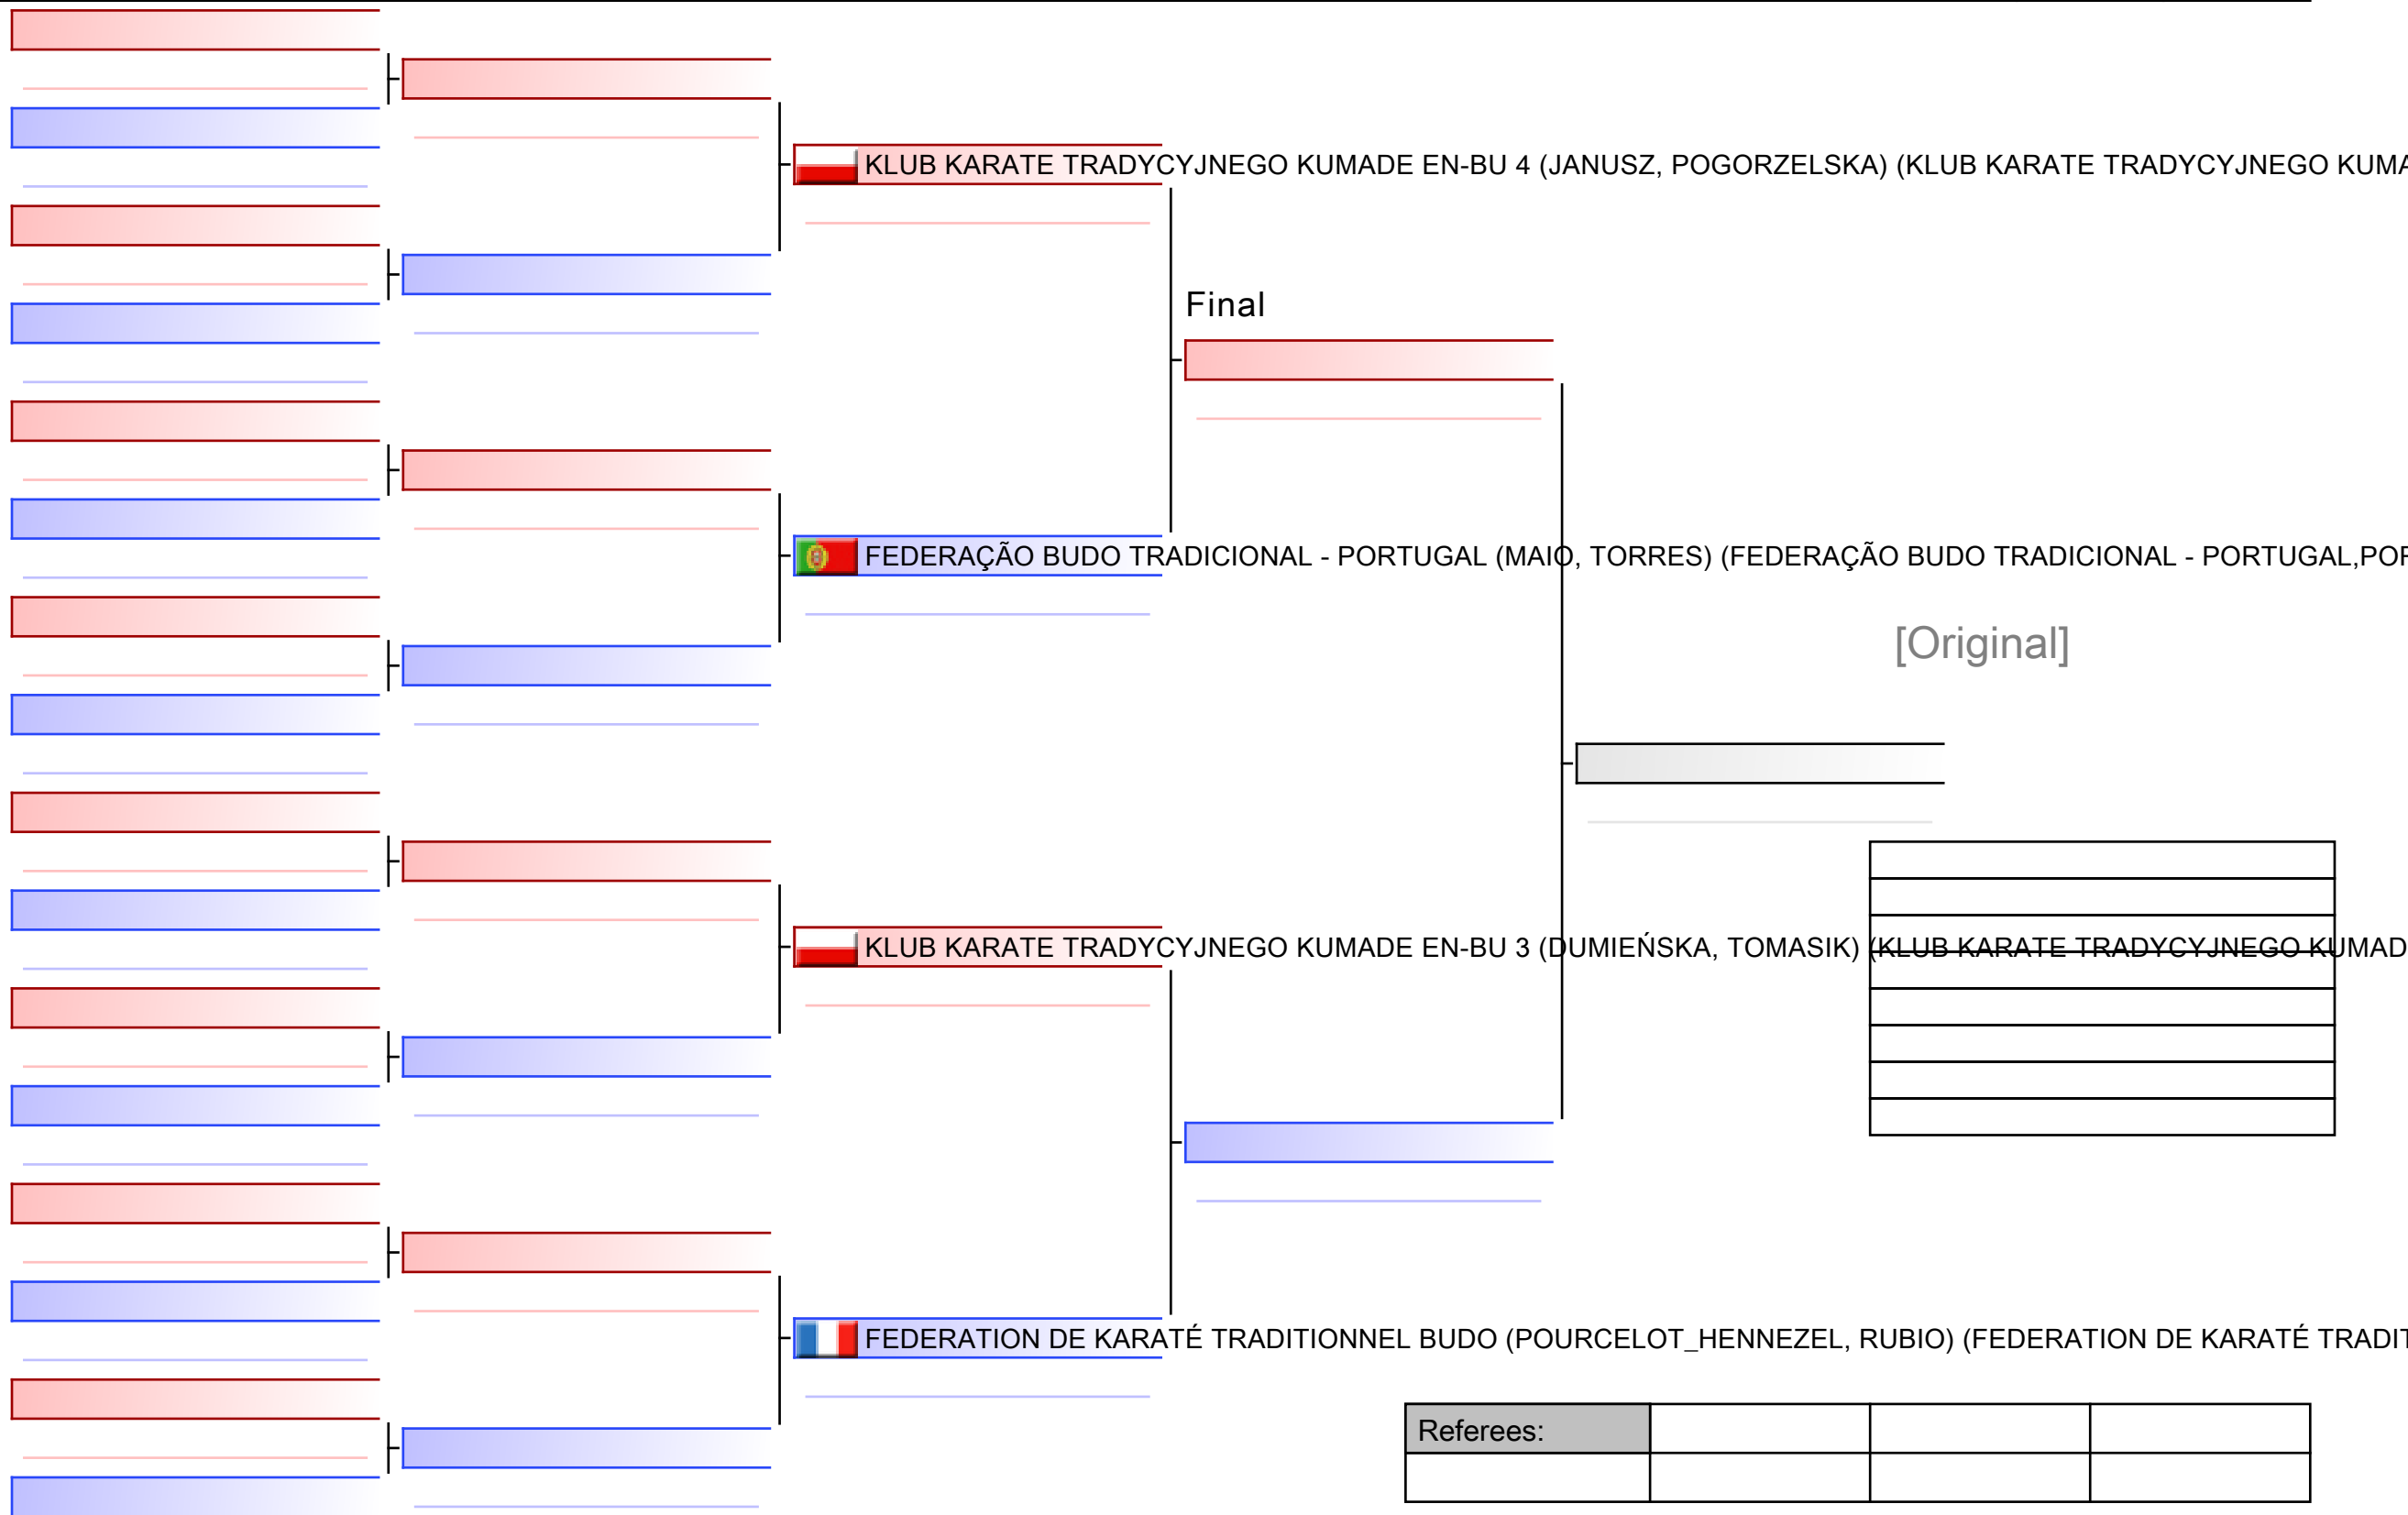 KLUB KARATE TRADYCYJNEGO KUMADE EN-BU 4 (JANUSZ, POGORZELSKA) (KLUB KARATE TRADYCYJNEGO KUMA
Final
FEDERAÇÃO BUDO TRADICIONAL - PORTUGAL (MAIO, TORRES) (FEDERAÇÃO BUDO TRADICIONAL - PORTUGAL,POR
[Original]
KLUB KARATE TRADYCYJNEGO KUMADE EN-BU 3 (DUMIEŃSKA, TOMASIK) (KLUB KARATE TRADYCYJNEGO KUMAD
FEDERATION DE KARATÉ TRADITIONNEL BUDO (POURCELOT_HENNEZEL, RUBIO) (FEDERATION DE KARATÉ TRADIT
Referees: